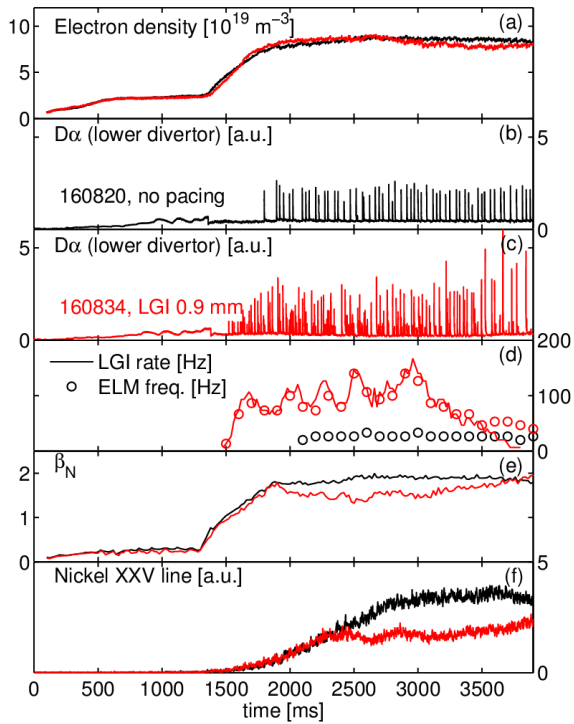 Electron density [10^19 m^−3] (a)
10
5
0
Dα (lower divertor) [a.u.] (b)
5
160820, no pacing
0
Dα (lower divertor) [a.u.] (c)
5
160834, LGI 0.9 mm
0
LGI rate [Hz] (d) 200
ELM freq. [Hz]
100
0
βN (e)
2
1
0
Nickel XXV line [a.u.] (f) 5
0
0 500 1000 1500 2000 2500 3000 3500
time [ms]